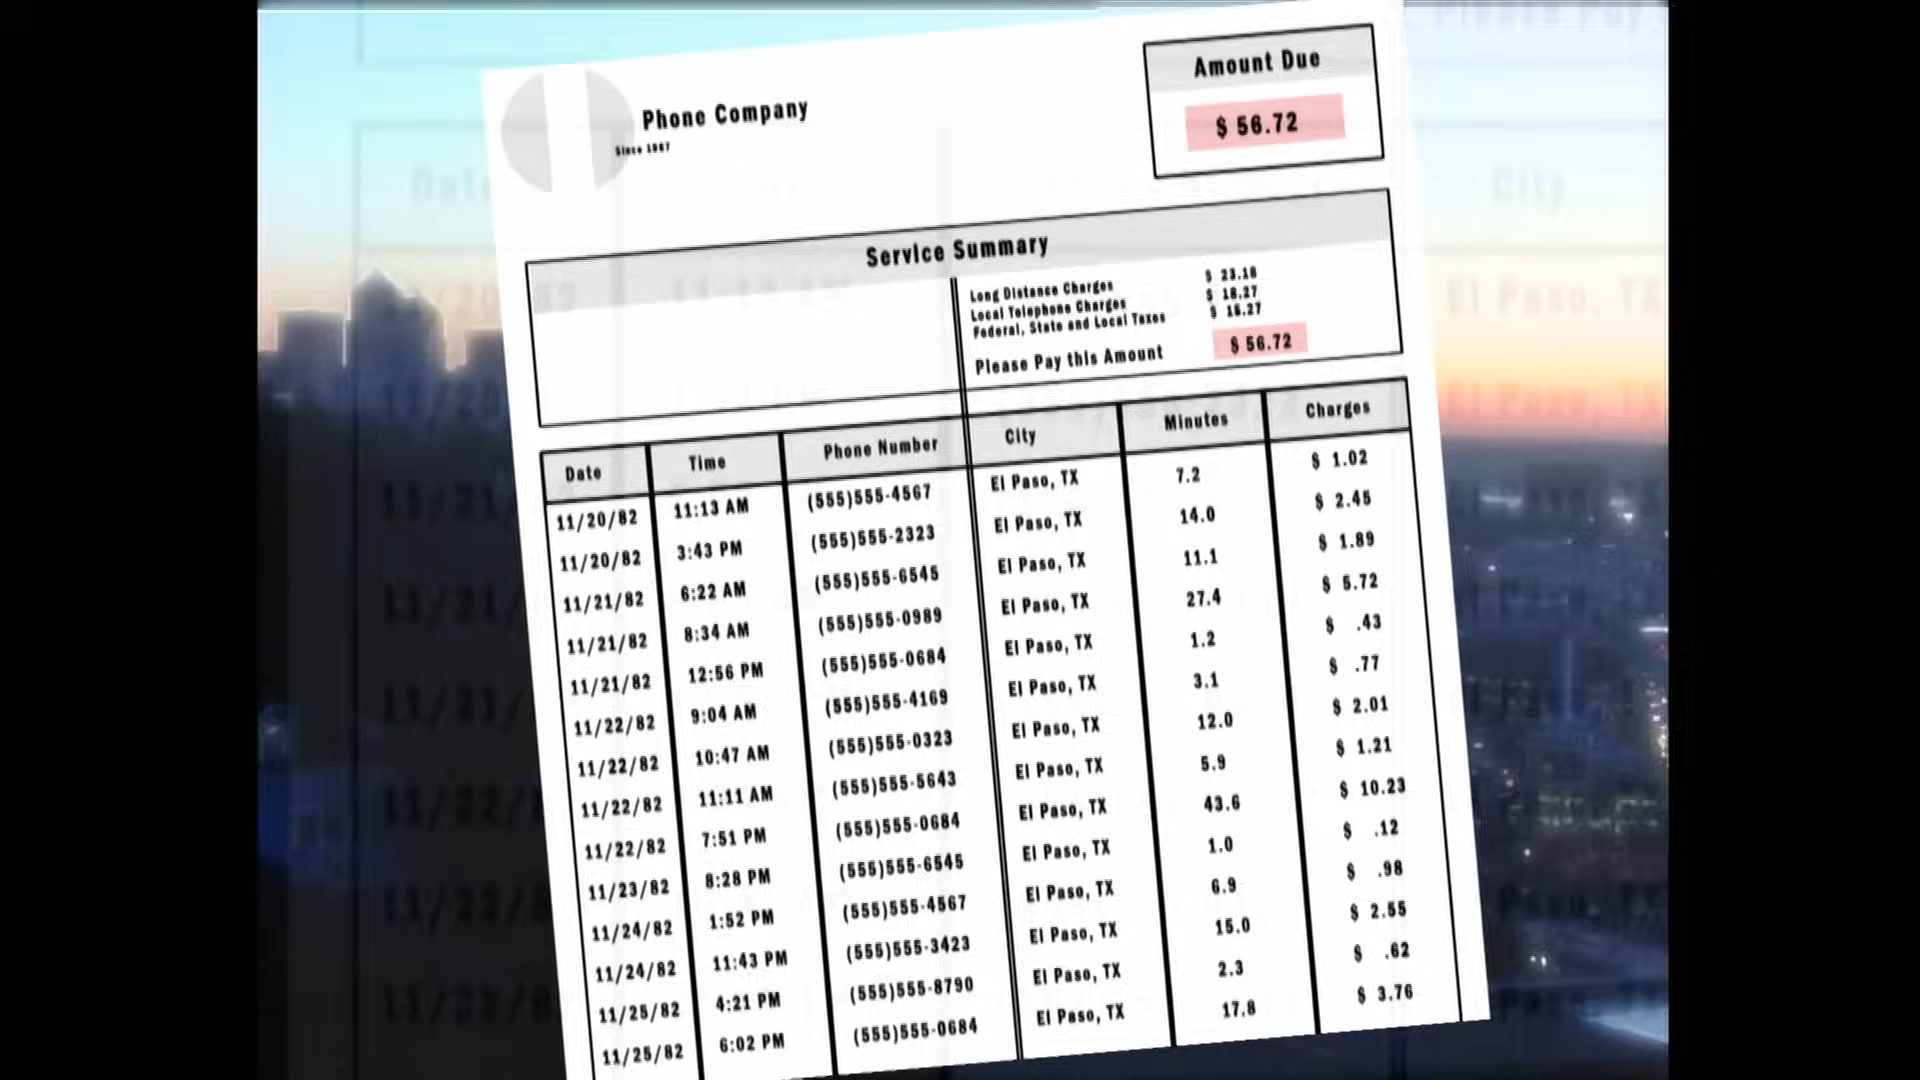 Amount Due
$ 56.72
Phone Company
Since 1967
Service Summary
Long Distance Charges $ 23.18
Local Telephone Charges $ 18.27
Federal, State and Local Taxes $ 15.27
Please Pay this Amount $ 56.72
Date Time Phone Number City Minutes Charges
11/20/82 11:13 AM (555)555-4567 El Paso, TX 7.2 $ 1.02
11/20/82 3:43 PM (555)555-2323 El Paso, TX 14.0 $ 2.45
11/21/82 6:22 AM (555)555-6545 El Paso, TX 11.1 $ 1.89
11/21/82 8:34 AM (555)555-0989 El Paso, TX 27.4 $ 5.72
11/21/82 12:56 PM (555)555-0684 El Paso, TX 1.2 $ .43
11/22/82 9:04 AM (555)555-4169 El Paso, TX 3.1 $ .77
11/22/82 10:47 AM (555)555-0323 El Paso, TX 12.0 $ 2.01
11/22/82 11:11 AM (555)555-5643 El Paso, TX 5.9 $ 1.21
11/22/82 7:51 PM (555)555-0684 El Paso, TX 43.6 $ 10.23
11/23/82 8:28 PM (555)555-6545 El Paso, TX 1.0 $ .12
11/24/82 1:52 PM (555)555-4567 El Paso, TX 6.9 $ .98
11/24/82 11:43 PM (555)555-3423 El Paso, TX 15.0 $ 2.55
11/25/82 4:21 PM (555)555-8790 El Paso, TX 2.3 $ .62
11/25/82 6:02 PM (555)555-0684 El Paso, TX 17.8 $ 3.76